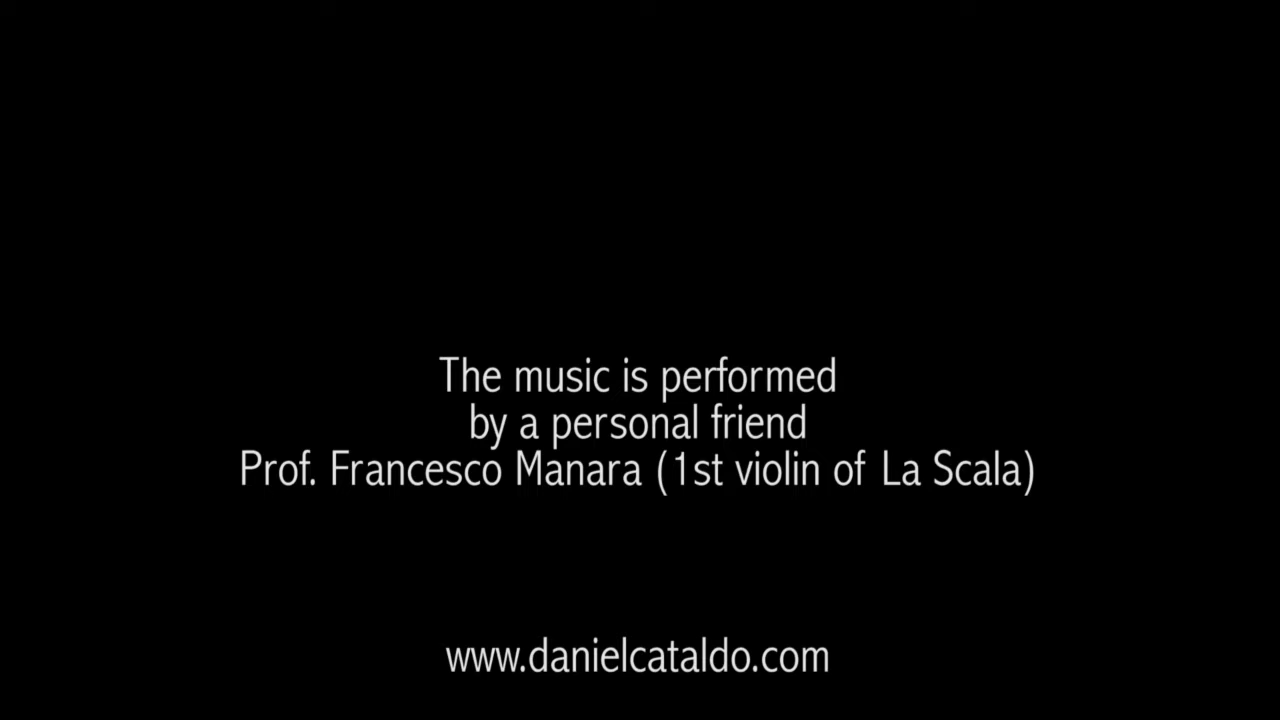 The music is performed
by a personal friend
Prof. Francesco Manara (1st violin of La Scala)
www.danielcataldo.com